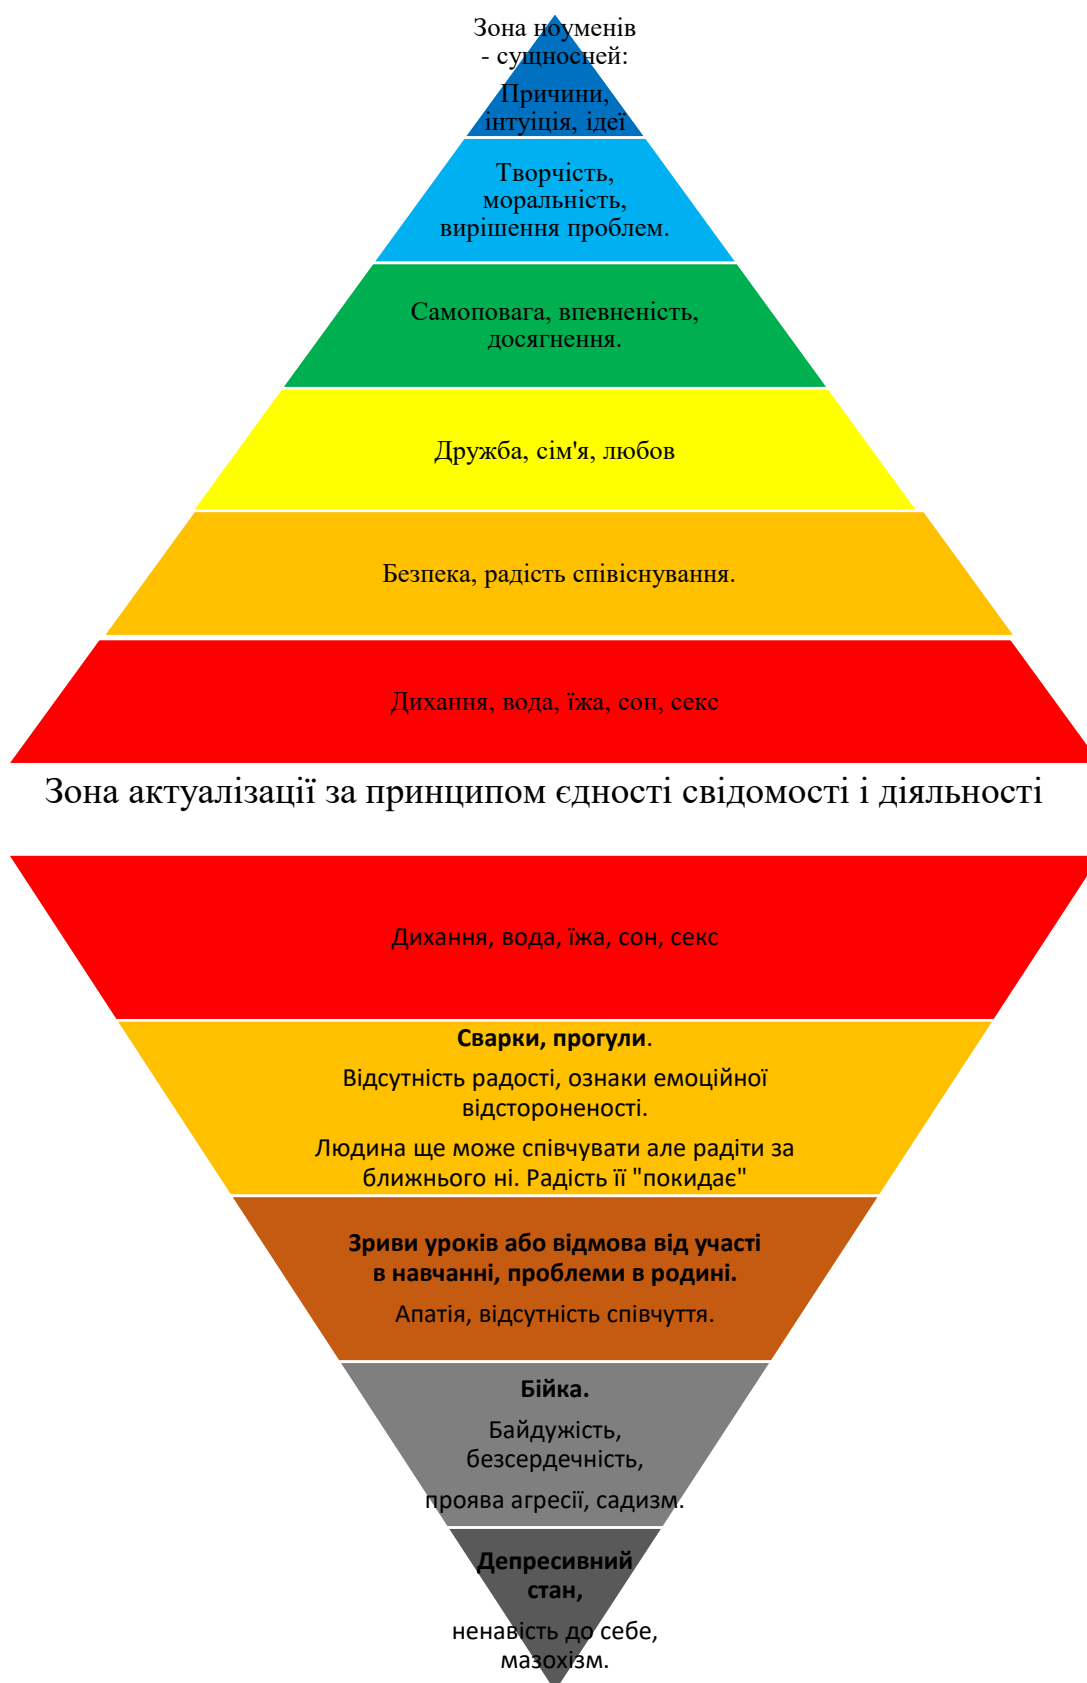 Зона ноуменів
- сущносней:
Причини,
інтуіція, ідеї
Творчість,
моральність,
вирішення проблем.
Самоповага, впевненість,
досягнення.
Дружба, сім'я, любов
Безпека, радість співіснування.
Дихання, вода, їжа, сон, секс
Зона актуалізації за принципом єдності свідомості і діяльності
Дихання, вода, їжа, сон, секс
Сварки, прогули.
Відсутність радості, ознаки емоційної
відстороненості.
Людина ще може співчувати але радіти за
ближнього ні. Радість її "покидає"
Зриви уроків або відмова від участі
в навчанні, проблеми в родині.
Апатія, відсутність співчуття.
Бійка.
Байдужість,
безсердечність,
проява агресії, садизм.
Депресивний
стан,
ненавість до себе,
мазохізм.